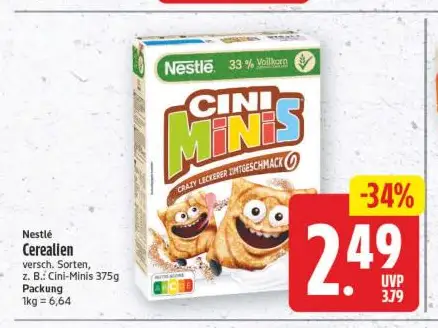 Nestlē. 33 % Vollkorn
CINI
MINIS
CRAZY LECKERER ZIMTGESCHMACK
-34%
Nestlé
Cerealien
versch. Sorten,
z. B.: Cini-Minis 375g
Packung
1kg = 6,64
2.49
UVP
3.79